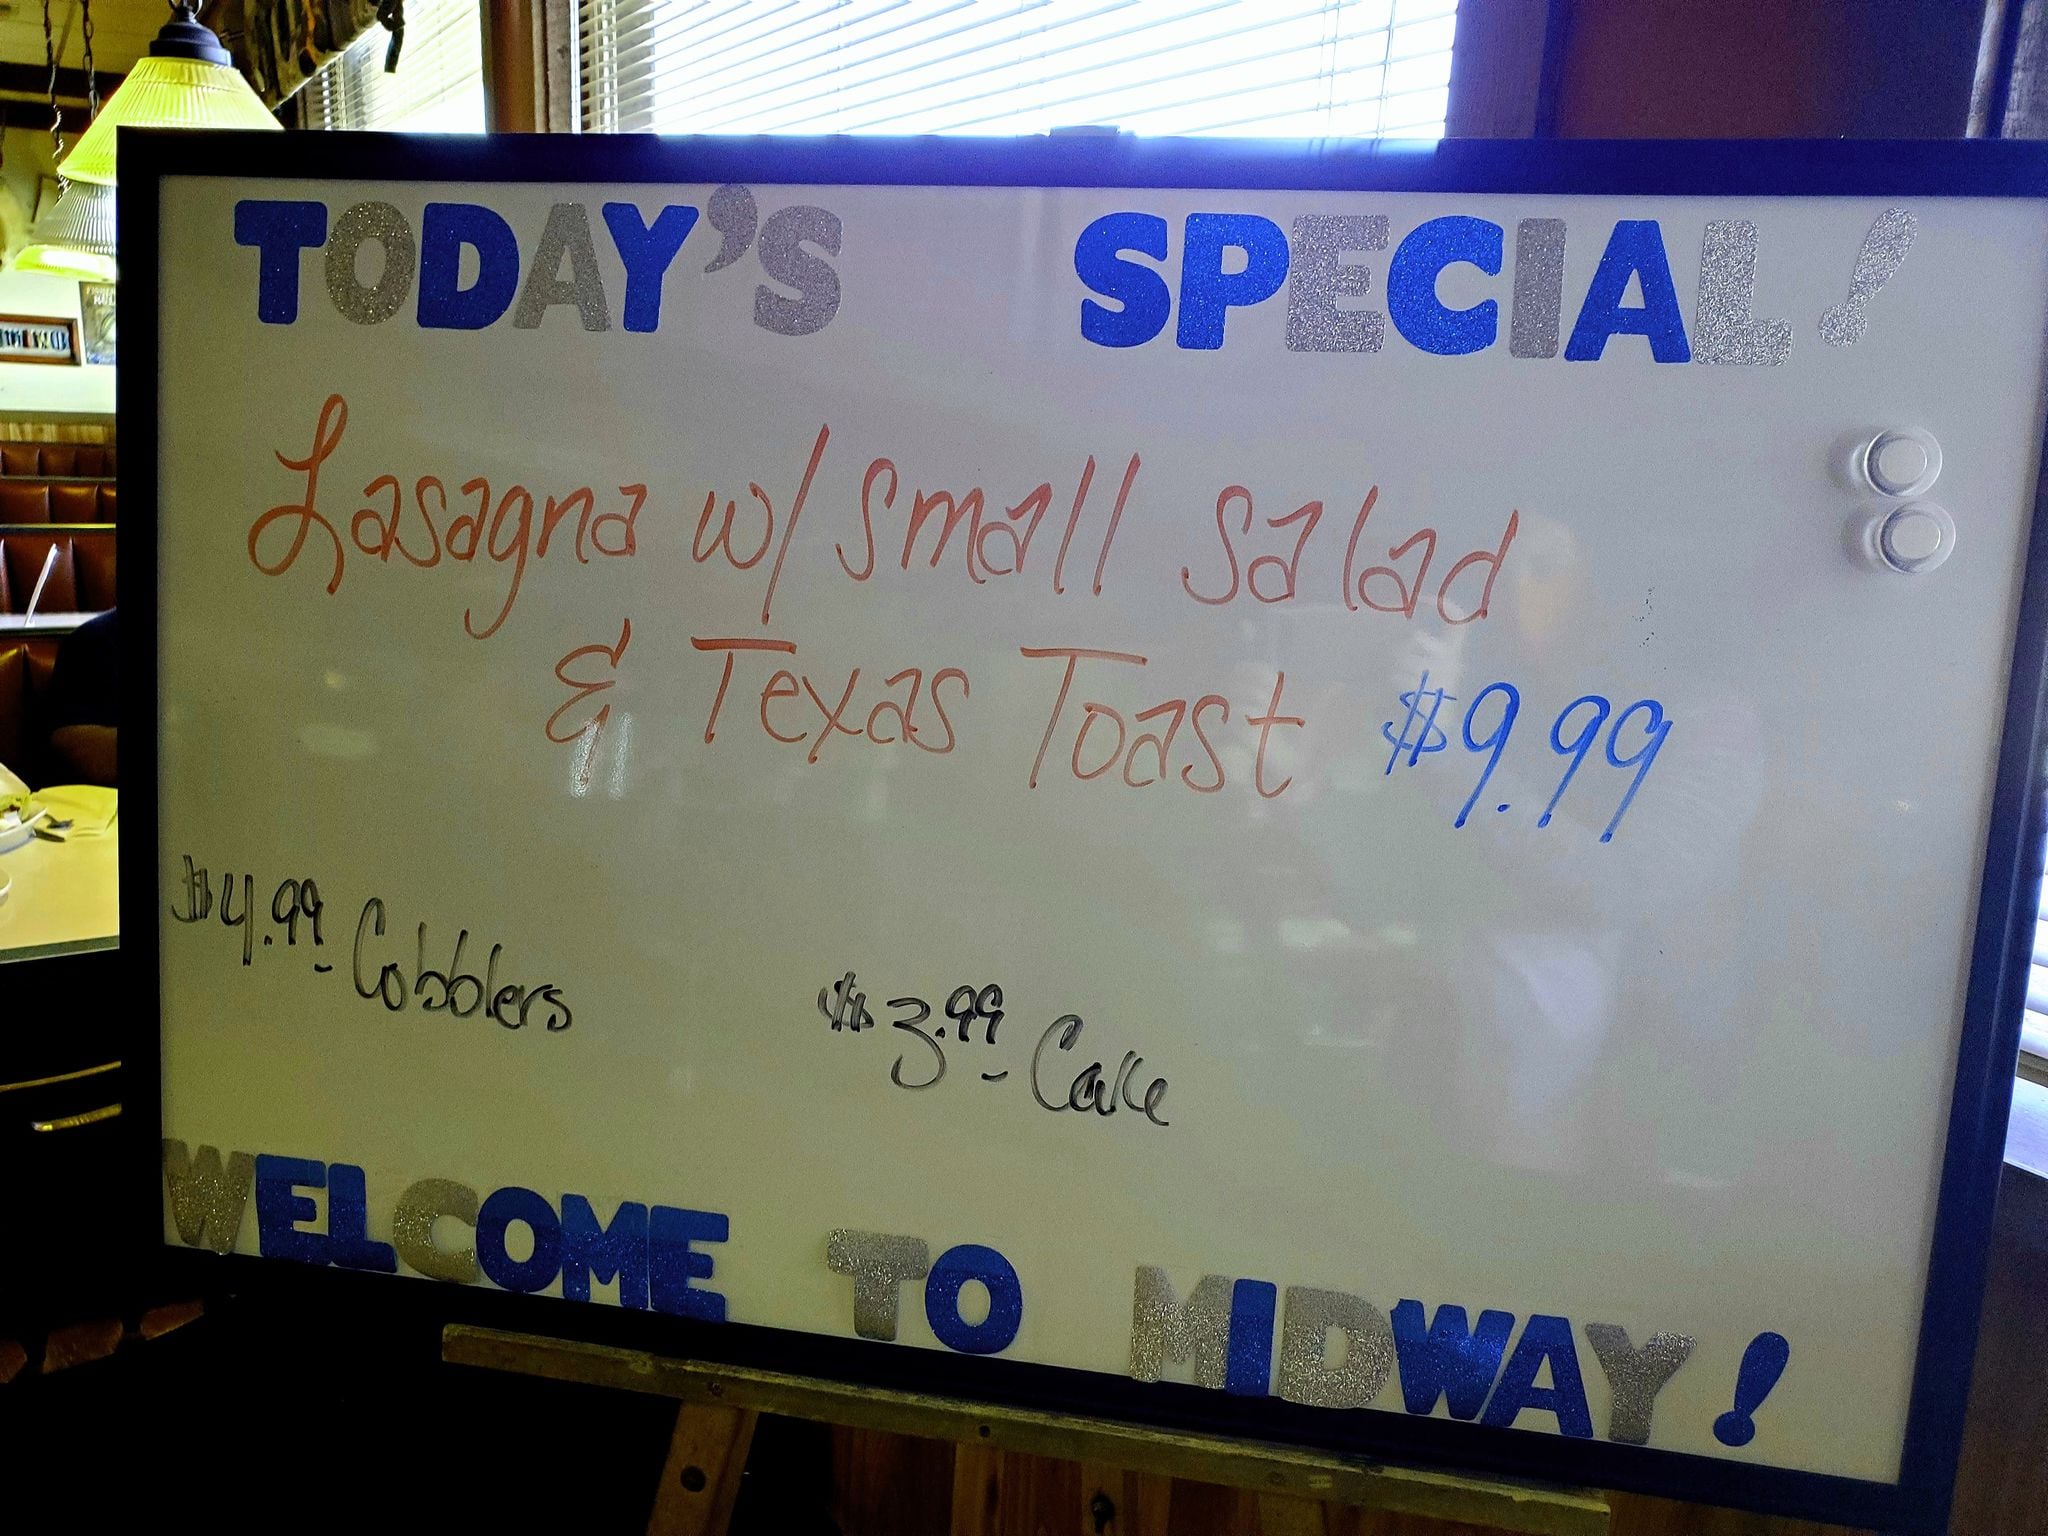 TODAY'S SPECIAL!
Lasagna w/ small salad
& Texas Toast $9.99
$4.99 - Cobblers
$3.99 - Cake
WELCOME TO MIDWAY!